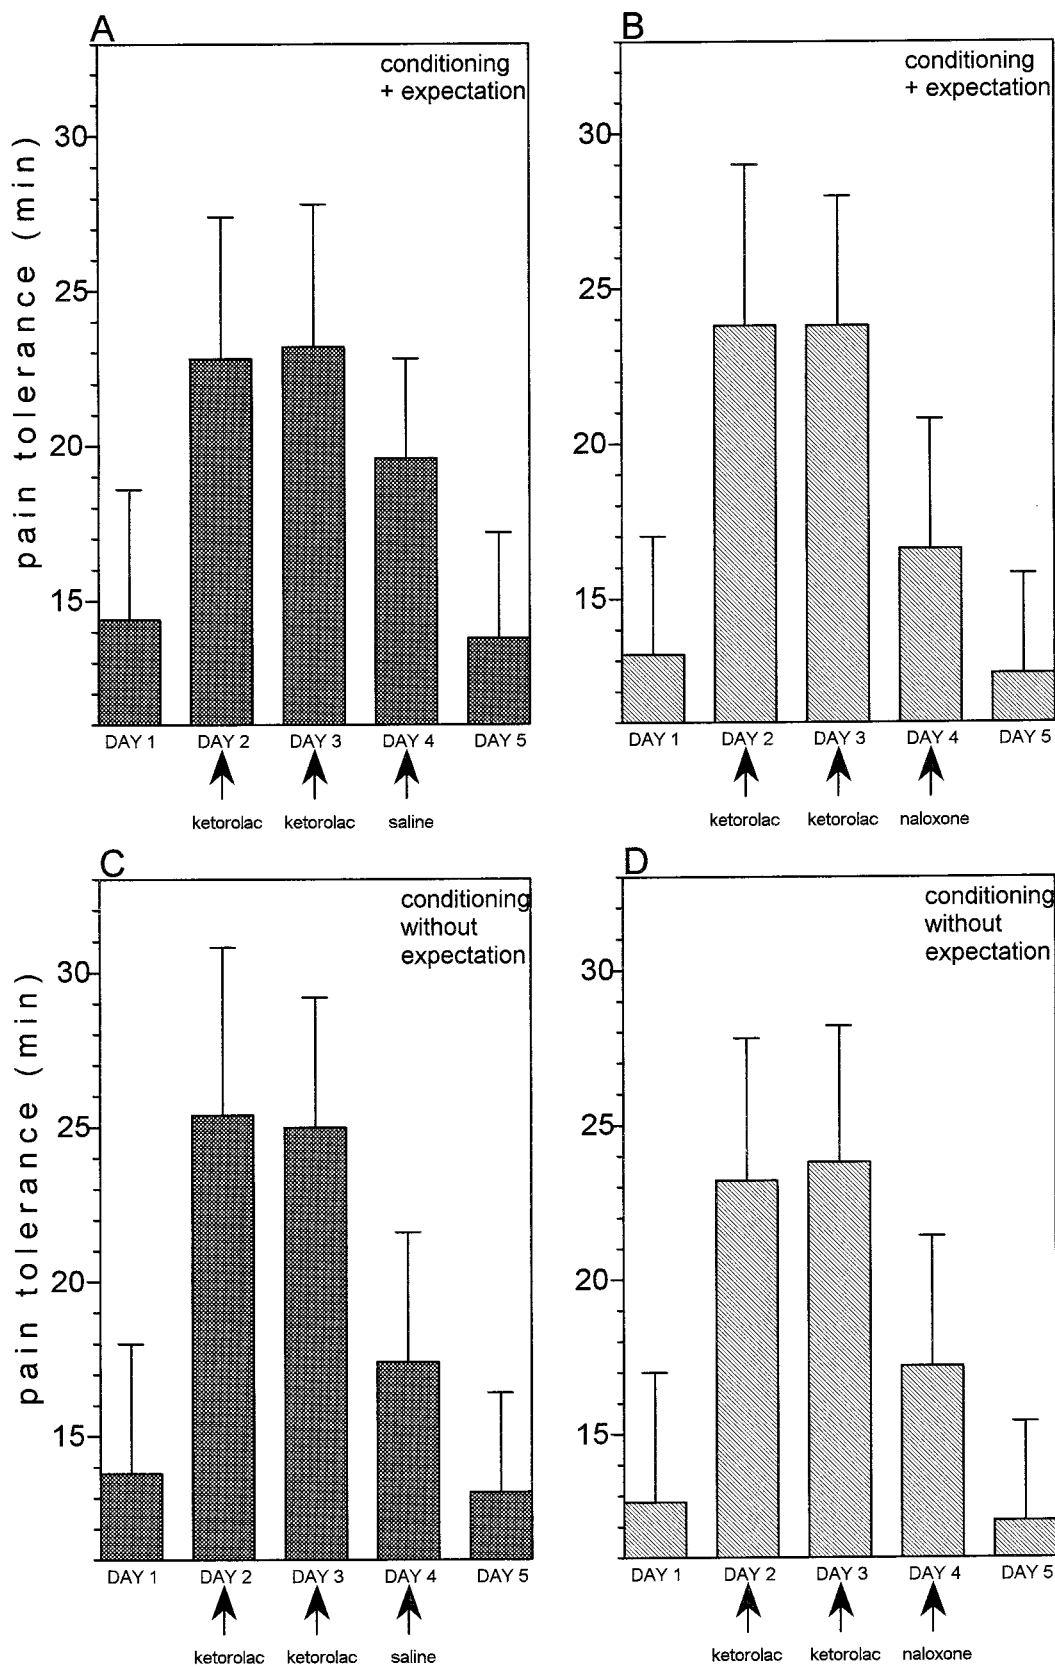 A
conditioning
+ expectation
pain tolerance (min)
30
25
20
15
DAY 1 DAY 2 DAY 3 DAY 4 DAY 5
ketorolac ketorolac saline
B
conditioning
+ expectation
30
25
20
15
DAY 1 DAY 2 DAY 3 DAY 4 DAY 5
ketorolac ketorolac naloxone
C
conditioning
without
expectation
pain tolerance (min)
30
25
20
15
DAY 1 DAY 2 DAY 3 DAY 4 DAY 5
ketorolac ketorolac saline
D
conditioning
without
expectation
30
25
20
15
DAY 1 DAY 2 DAY 3 DAY 4 DAY 5
ketorolac ketorolac naloxone